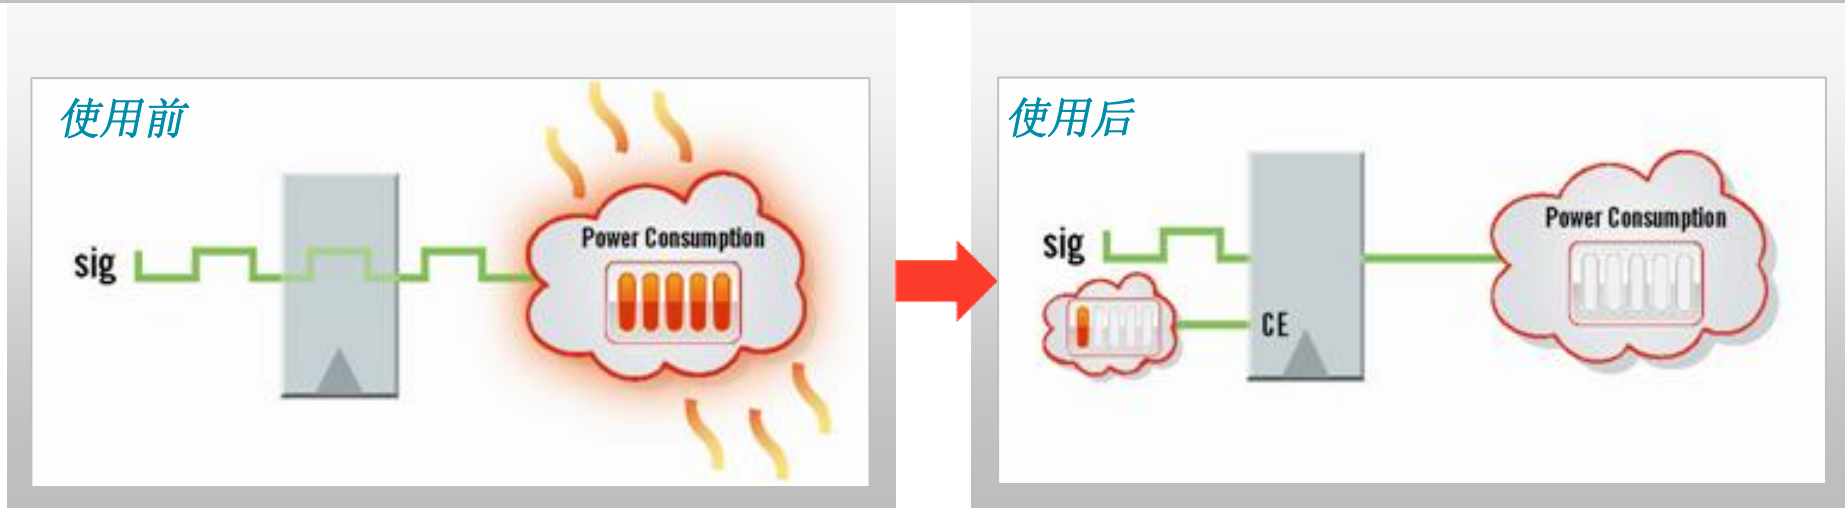 使用前
sig
Power Consumption
使用后
sig
CE
Power Consumption